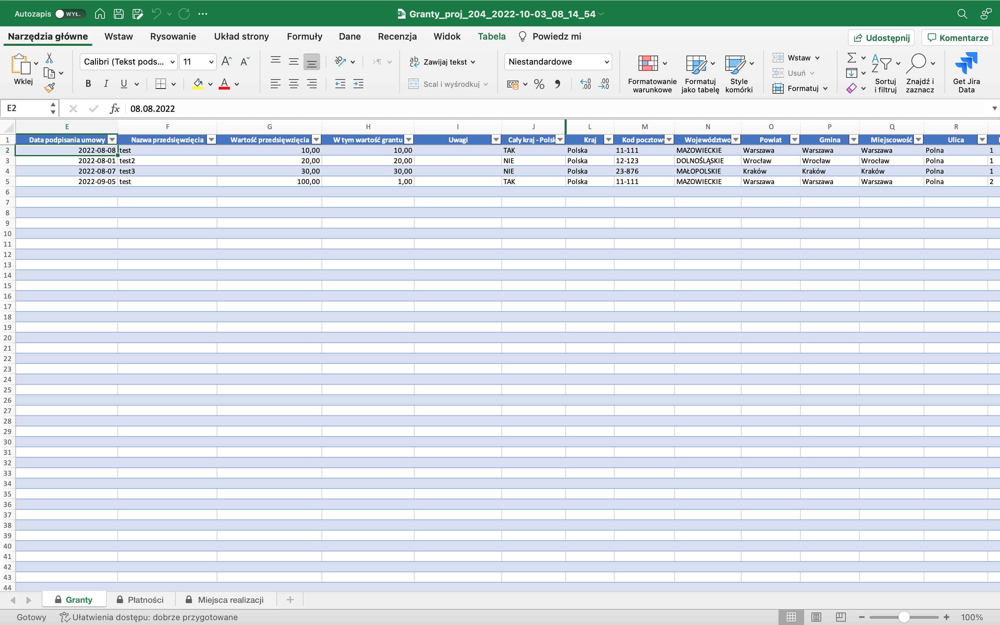 Autozapis WYŁ. Granty_proj_204_2022-10-03_08_14_54
Narzędzia główne Wstaw Rysowanie Układ strony Formuły Dane Recenzja Widok Tabela Powiedz mi Udostępnij Komentarze
Wklej
Calibri (Tekst pods... 11
B I U
Zawijaj tekst
Scal i wyśrodkuj
Niestandardowe
Formatowanie warunkowe
Formatuj jako tabelę
Style komórki
Wstaw
Usuń
Formatuj
Sortuj i filtruj
Znajdź i zaznacz
Get Jira Data
E2 fx 08.08.2022
E F G H I J L M N O P Q R
1 Data podpisania umowy Nazwa przedsięwzięcia Wartość przedsięwzięcia W tym wartość grantu Uwagi Cały kraj - Polsk Kraj Kod pocztow Województwo Powiat Gmina Miejscowość Ulica
2 2022-08-08 test 10,00 10,00 TAK Polska 11-111 MAZOWIECKIE Warszawa Warszawa Warszawa Polna 1
3 2022-08-01 test2 20,00 20,00 NIE Polska 12-123 DOLNOŚLĄSKIE Wrocław Wrocław Wrocław Polna 1
4 2022-08-07 test3 30,00 30,00 NIE Polska 23-876 MAŁOPOLSKIE Kraków Kraków Kraków Polna 1
5 2022-09-05 test 100,00 1,00 TAK Polska 11-111 MAZOWIECKIE Warszawa Warszawa Warszawa Polna 2
6
7
8
9
10
11
12
13
14
15
16
17
18
19
20
21
22
23
24
25
26
27
28
29
30
31
32
33
34
35
36
37
38
39
40
41
42
43
44
Granty Płatności Miejsca realizacji
Gotowy Ułatwienia dostępu: dobrze przygotowane 100%